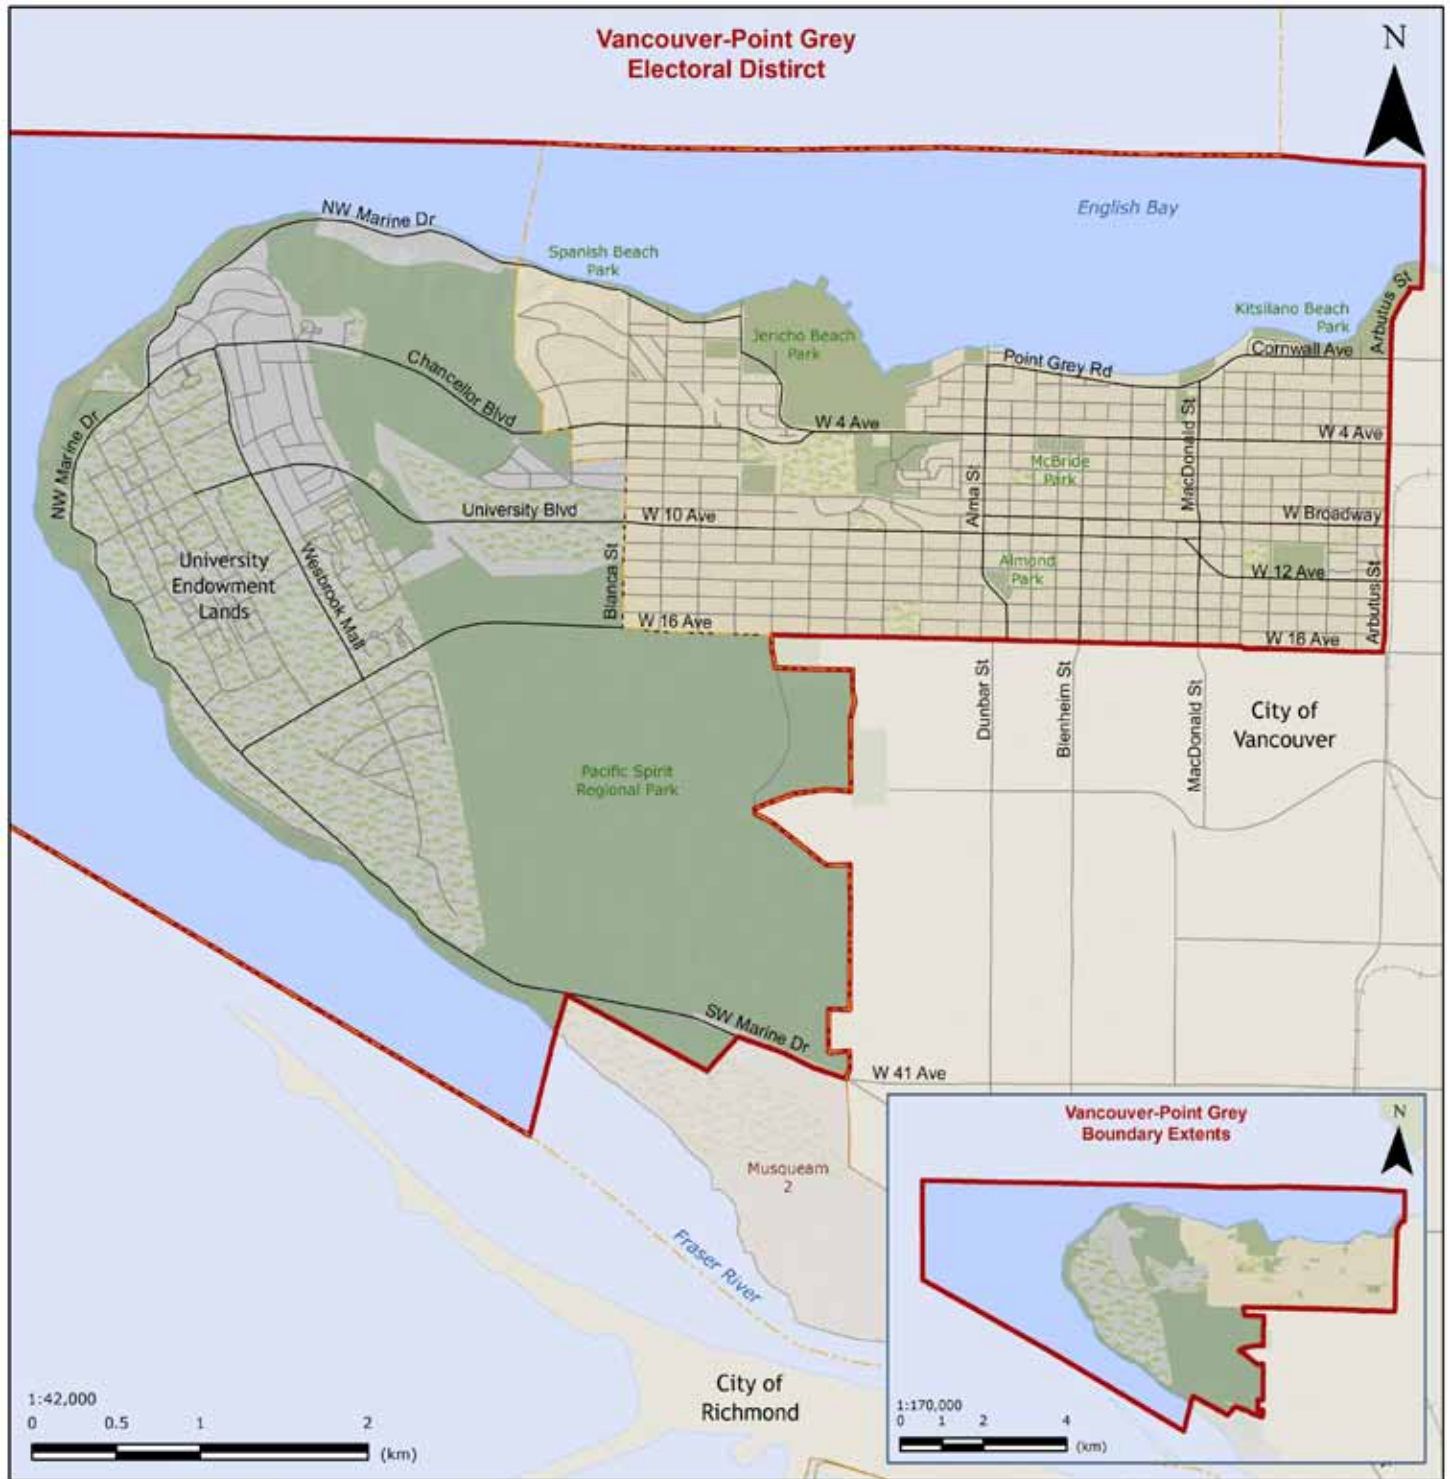 Vancouver-Point Grey
Electoral Distirct
N
NW Marine Dr
English Bay
Spanish Beach
Park
Kitsilano Beach
Park
Arbutus St
Jericho Beach
Park
Cornwall Ave
Point Grey Rd
Chancellor Blvd
NW Marine Dr
W 4 Ave
MacDonald St
W 4 Ave
McBride
Park
Alma St
University Blvd
W 10 Ave
W Broadway
University
Endowment
Lands
Wesbrook Mall
Blanca St
Almond
Park
W 12 Ave
Arbutus St
W 16 Ave
W 16 Ave
Dunbar St
Blenheim St
MacDonald St
City of
Vancouver
Pacific Spirit
Regional Park
SW Marine Dr
W 41 Ave
Musqueam
2
Fraser River
City of
Richmond
1:42,000
0 0.5 1 2
(km)
Vancouver-Point Grey
Boundary Extents
N
1:170,000
0 1 2 4
(km)